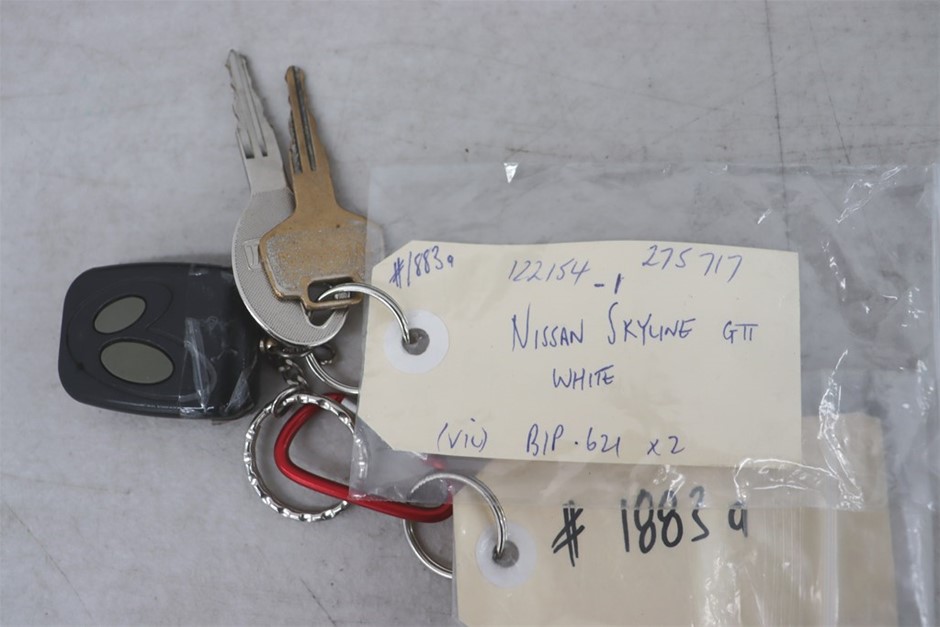 #1883a 122154-1 275717
NISSAN SKYLINE GTT
WHITE
(VIC) BIP·621 x2
# 1883a